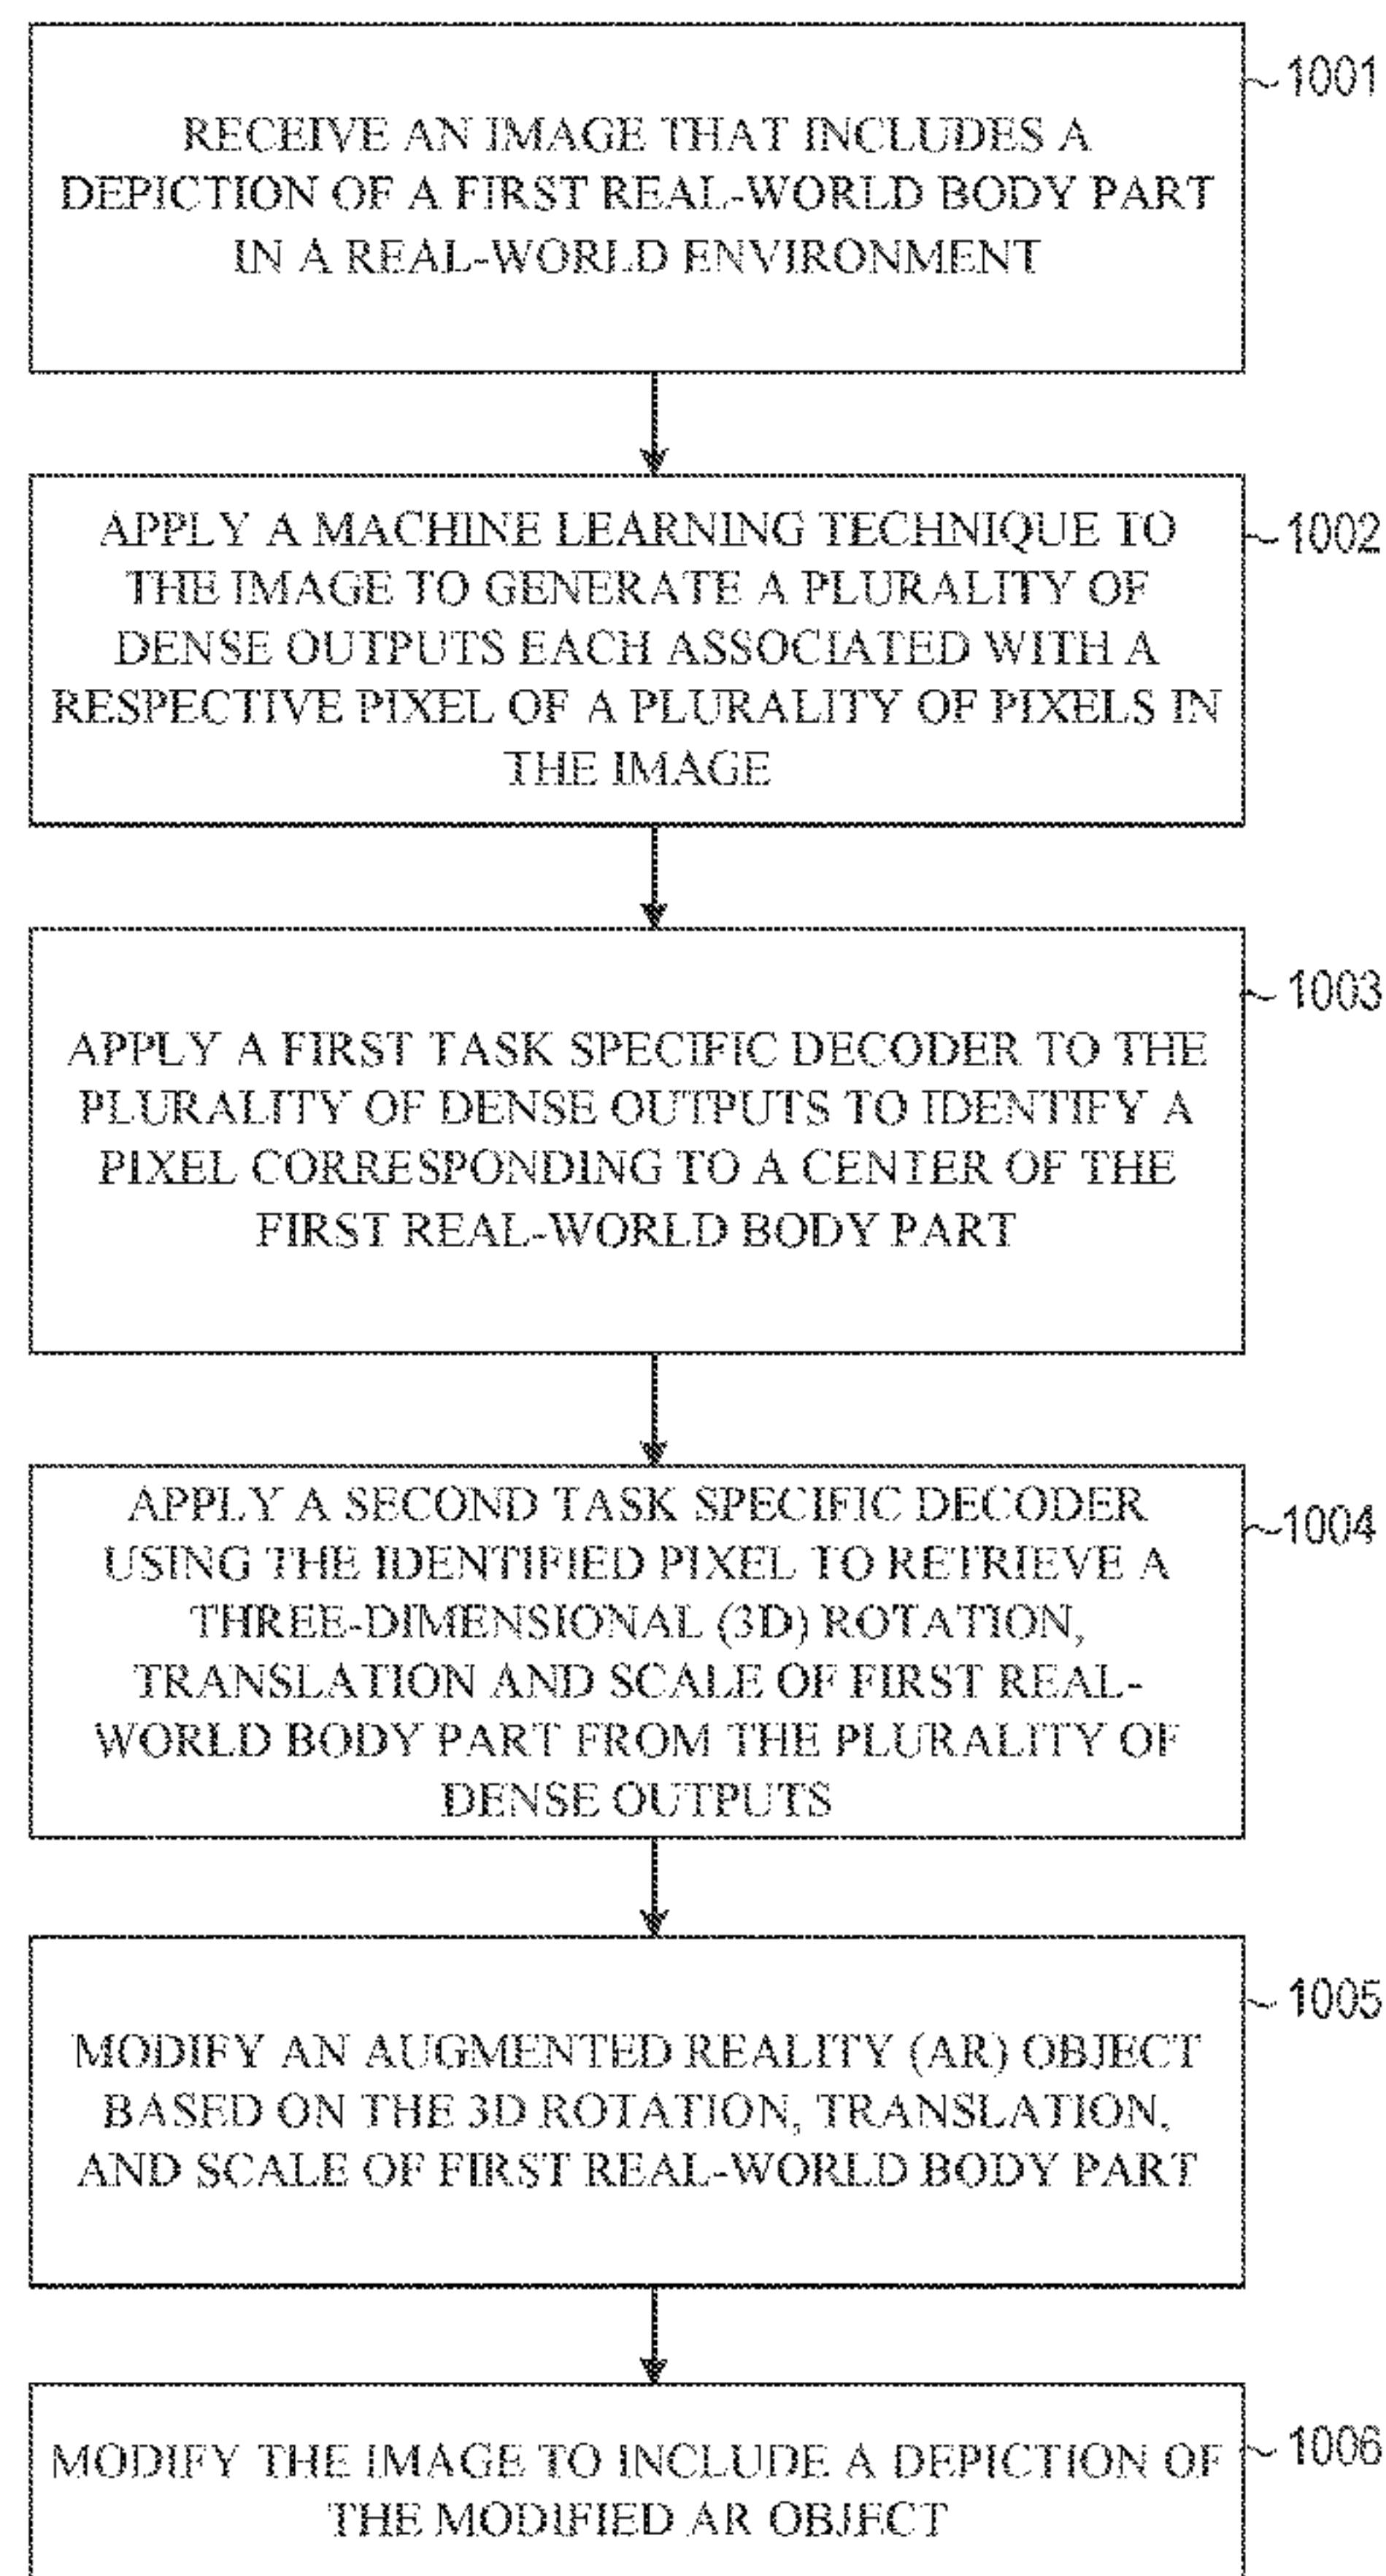 1001
RECEIVE AN IMAGE THAT INCLUDES A
DEPICTION OF A FIRST REAL-WORLD BODY PART
IN A REAL-WORLD ENVIRONMENT
1002
APPLY A MACHINE LEARNING TECHNIQUE TO
THE IMAGE TO GENERATE A PLURALITY OF
DENSE OUTPUTS EACH ASSOCIATED WITH A
RESPECTIVE PIXEL OF A PLURALITY OF PIXELS IN
THE IMAGE
1003
APPLY A FIRST TASK SPECIFIC DECODER TO THE
PLURALITY OF DENSE OUTPUTS TO IDENTIFY A
PIXEL CORRESPONDING TO A CENTER OF THE
FIRST REAL-WORLD BODY PART
1004
APPLY A SECOND TASK SPECIFIC DECODER
USING THE IDENTIFIED PIXEL TO RETRIEVE A
THREE-DIMENSIONAL (3D) ROTATION,
TRANSLATION AND SCALE OF FIRST REAL-
WORLD BODY PART FROM THE PLURALITY OF
DENSE OUTPUTS
1005
MODIFY AN AUGMENTED REALITY (AR) OBJECT
BASED ON THE 3D ROTATION, TRANSLATION,
AND SCALE OF FIRST REAL-WORLD BODY PART
1006
MODIFY THE IMAGE TO INCLUDE A DEPICTION OF
THE MODIFIED AR OBJECT